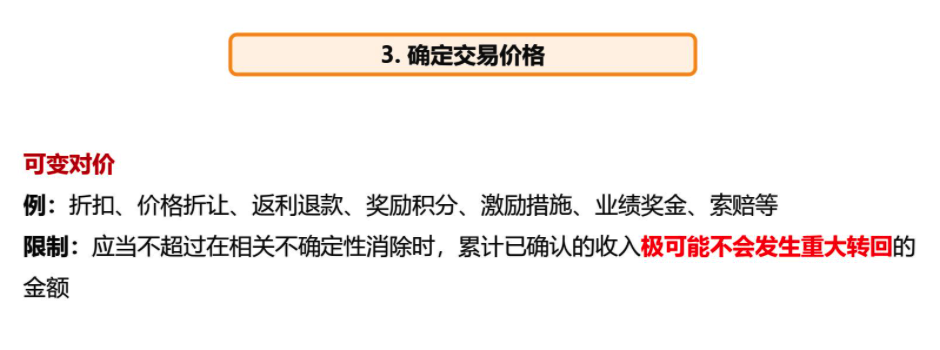 3. 确定交易价格
可变对价
例：折扣、价格折让、返利退款、奖励积分、激励措施、业绩奖金、索赔等
限制：应当不超过在相关不确定性消除时，累计已确认的收入极可能不会发生重大转回的
金额